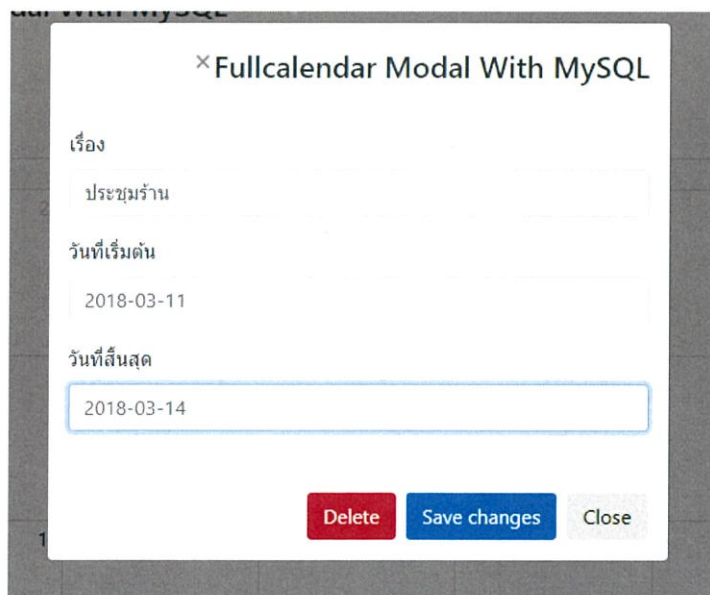 × Fullcalendar Modal With MySQL
เรื่อง
ประชุมร้าน
วันที่เริ่มต้น
2018-03-11
วันที่สิ้นสุด
2018-03-14
Delete Save changes Close